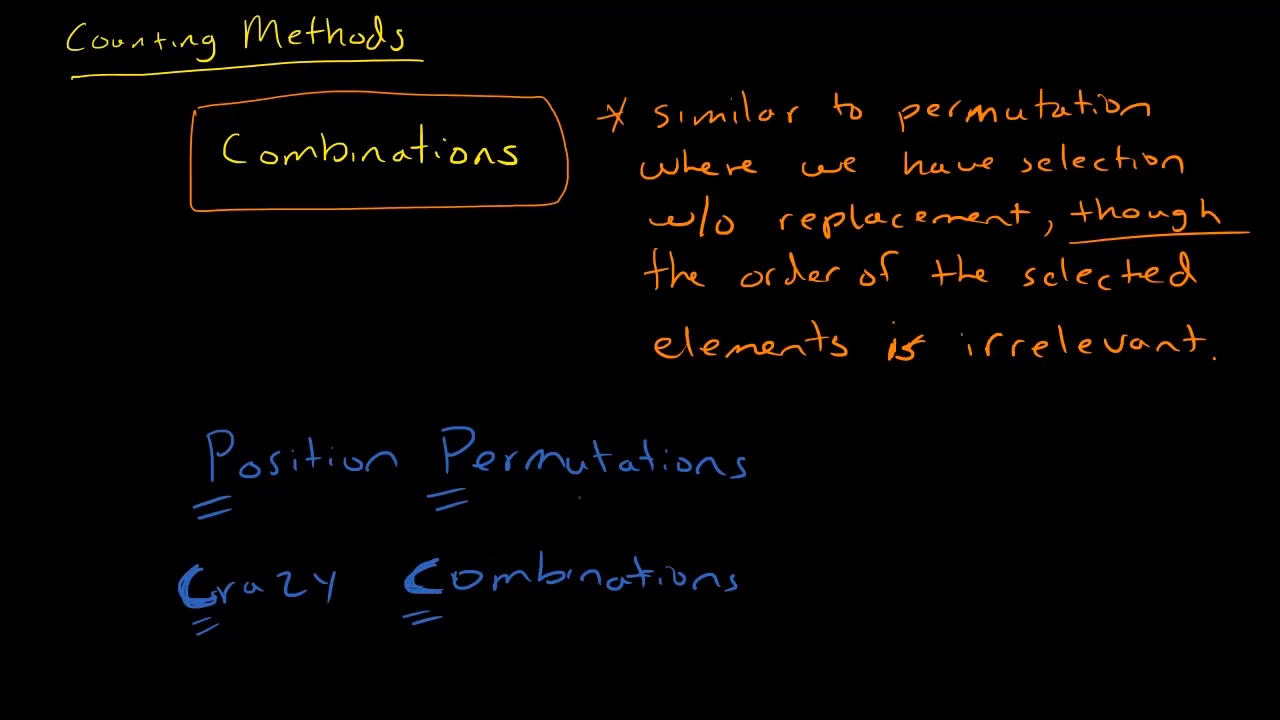 Counting Methods
Combinations
* similar to permutation
where we have selection
w/o replacement, though
the order of the selected
elements is irrelevant.
Position Permutations
Crazy Combinations